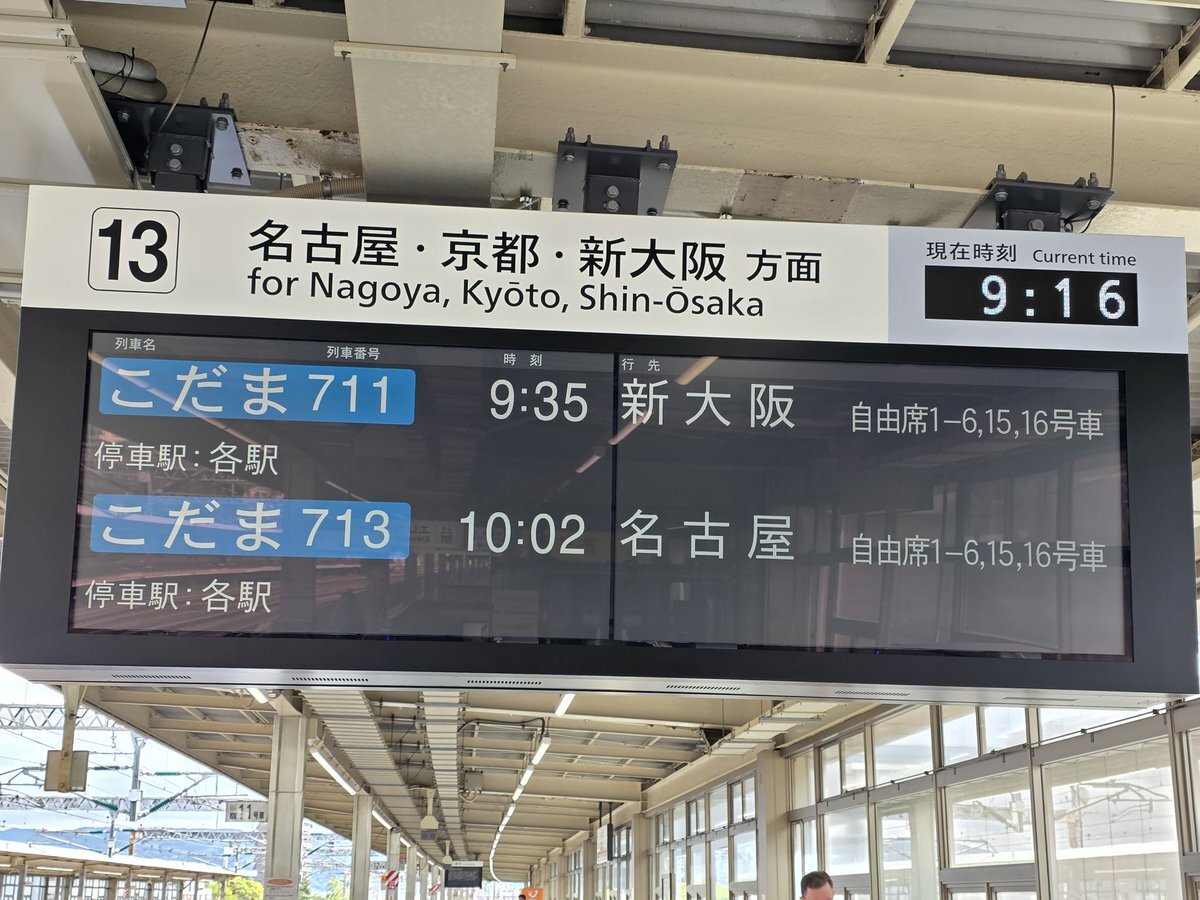 13
名古屋・京都・新大阪 方面
for Nagoya, Kyōto, Shin-Ōsaka
現在時刻 Current time
9:16
列車名 列車番号 時刻 行先
こだま 711 9:35 新大阪 自由席1−6,15,16号車
停車駅：各駅
こだま 713 10:02 名古屋 自由席1−6,15,16号車
停車駅：各駅
11号車